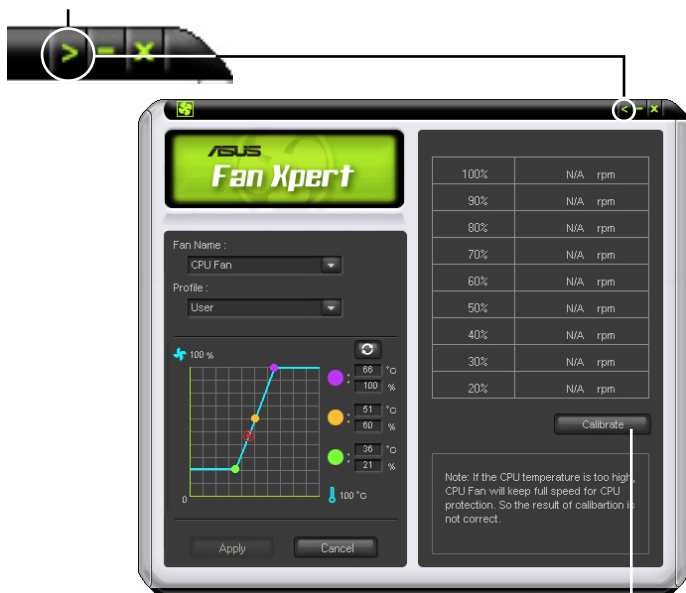 > - x
< - x
ASUS
Fan Xpert
Fan Name :
CPU Fan
Profile :
User
100 %
66 °C
100 %
51 °C
60 %
36 °C
21 %
0
100 °C
Apply
Cancel
100% N/A rpm
90% N/A rpm
80% N/A rpm
70% N/A rpm
60% N/A rpm
50% N/A rpm
40% N/A rpm
30% N/A rpm
20% N/A rpm
Calibrate
Note: If the CPU temperature is too high,
CPU Fan will keep full speed for CPU
protection. So the result of calibartion is
not correct.